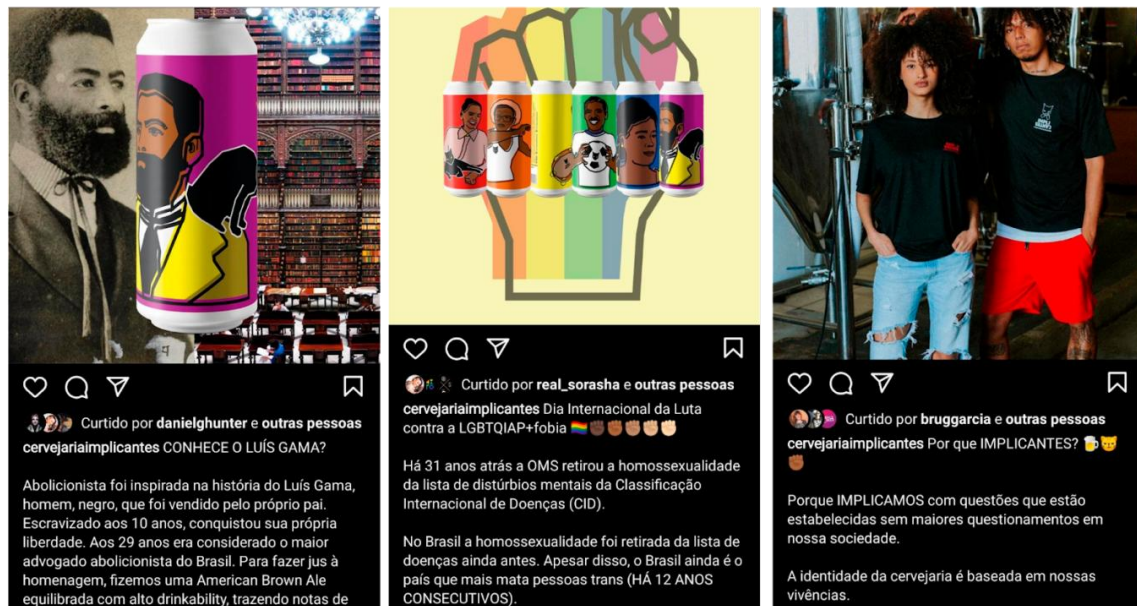 Curtido por danielghunter e outras pessoas
cervejariaimplicantes CONHECE O LUÍS GAMA?
Abolicionista foi inspirada na história do Luís Gama,
homem, negro, que foi vendido pelo próprio pai.
Escravizado aos 10 anos, conquistou sua própria
liberdade. Aos 29 anos era considerado o maior
advogado abolicionista do Brasil. Para fazer jus à
homenagem, fizemos uma American Brown Ale
equilibrada com alto drinkability, trazendo notas de
Curtido por real_sorasha e outras pessoas
cervejariaimplicantes Dia Internacional da Luta
contra a LGBTQIAP+fobia 🏳️‍🌈✊🏿✊🏾✊🏽✊🏼✊🏻
Há 31 anos atrás a OMS retirou a homossexualidade
da lista de distúrbios mentais da Classificação
Internacional de Doenças (CID).
No Brasil a homossexualidade foi retirada da lista de
doenças ainda antes. Apesar disso, o Brasil ainda é o
país que mais mata pessoas trans (HÁ 12 ANOS
CONSECUTIVOS).
Curtido por bruggarcia e outras pessoas
cervejariaimplicantes Por que IMPLICANTES? 🍺😼
✊🏾
Porque IMPLICAMOS com questões que estão
estabelecidas sem maiores questionamentos em
nossa sociedade.
A identidade da cervejaria é baseada em nossas
vivências.